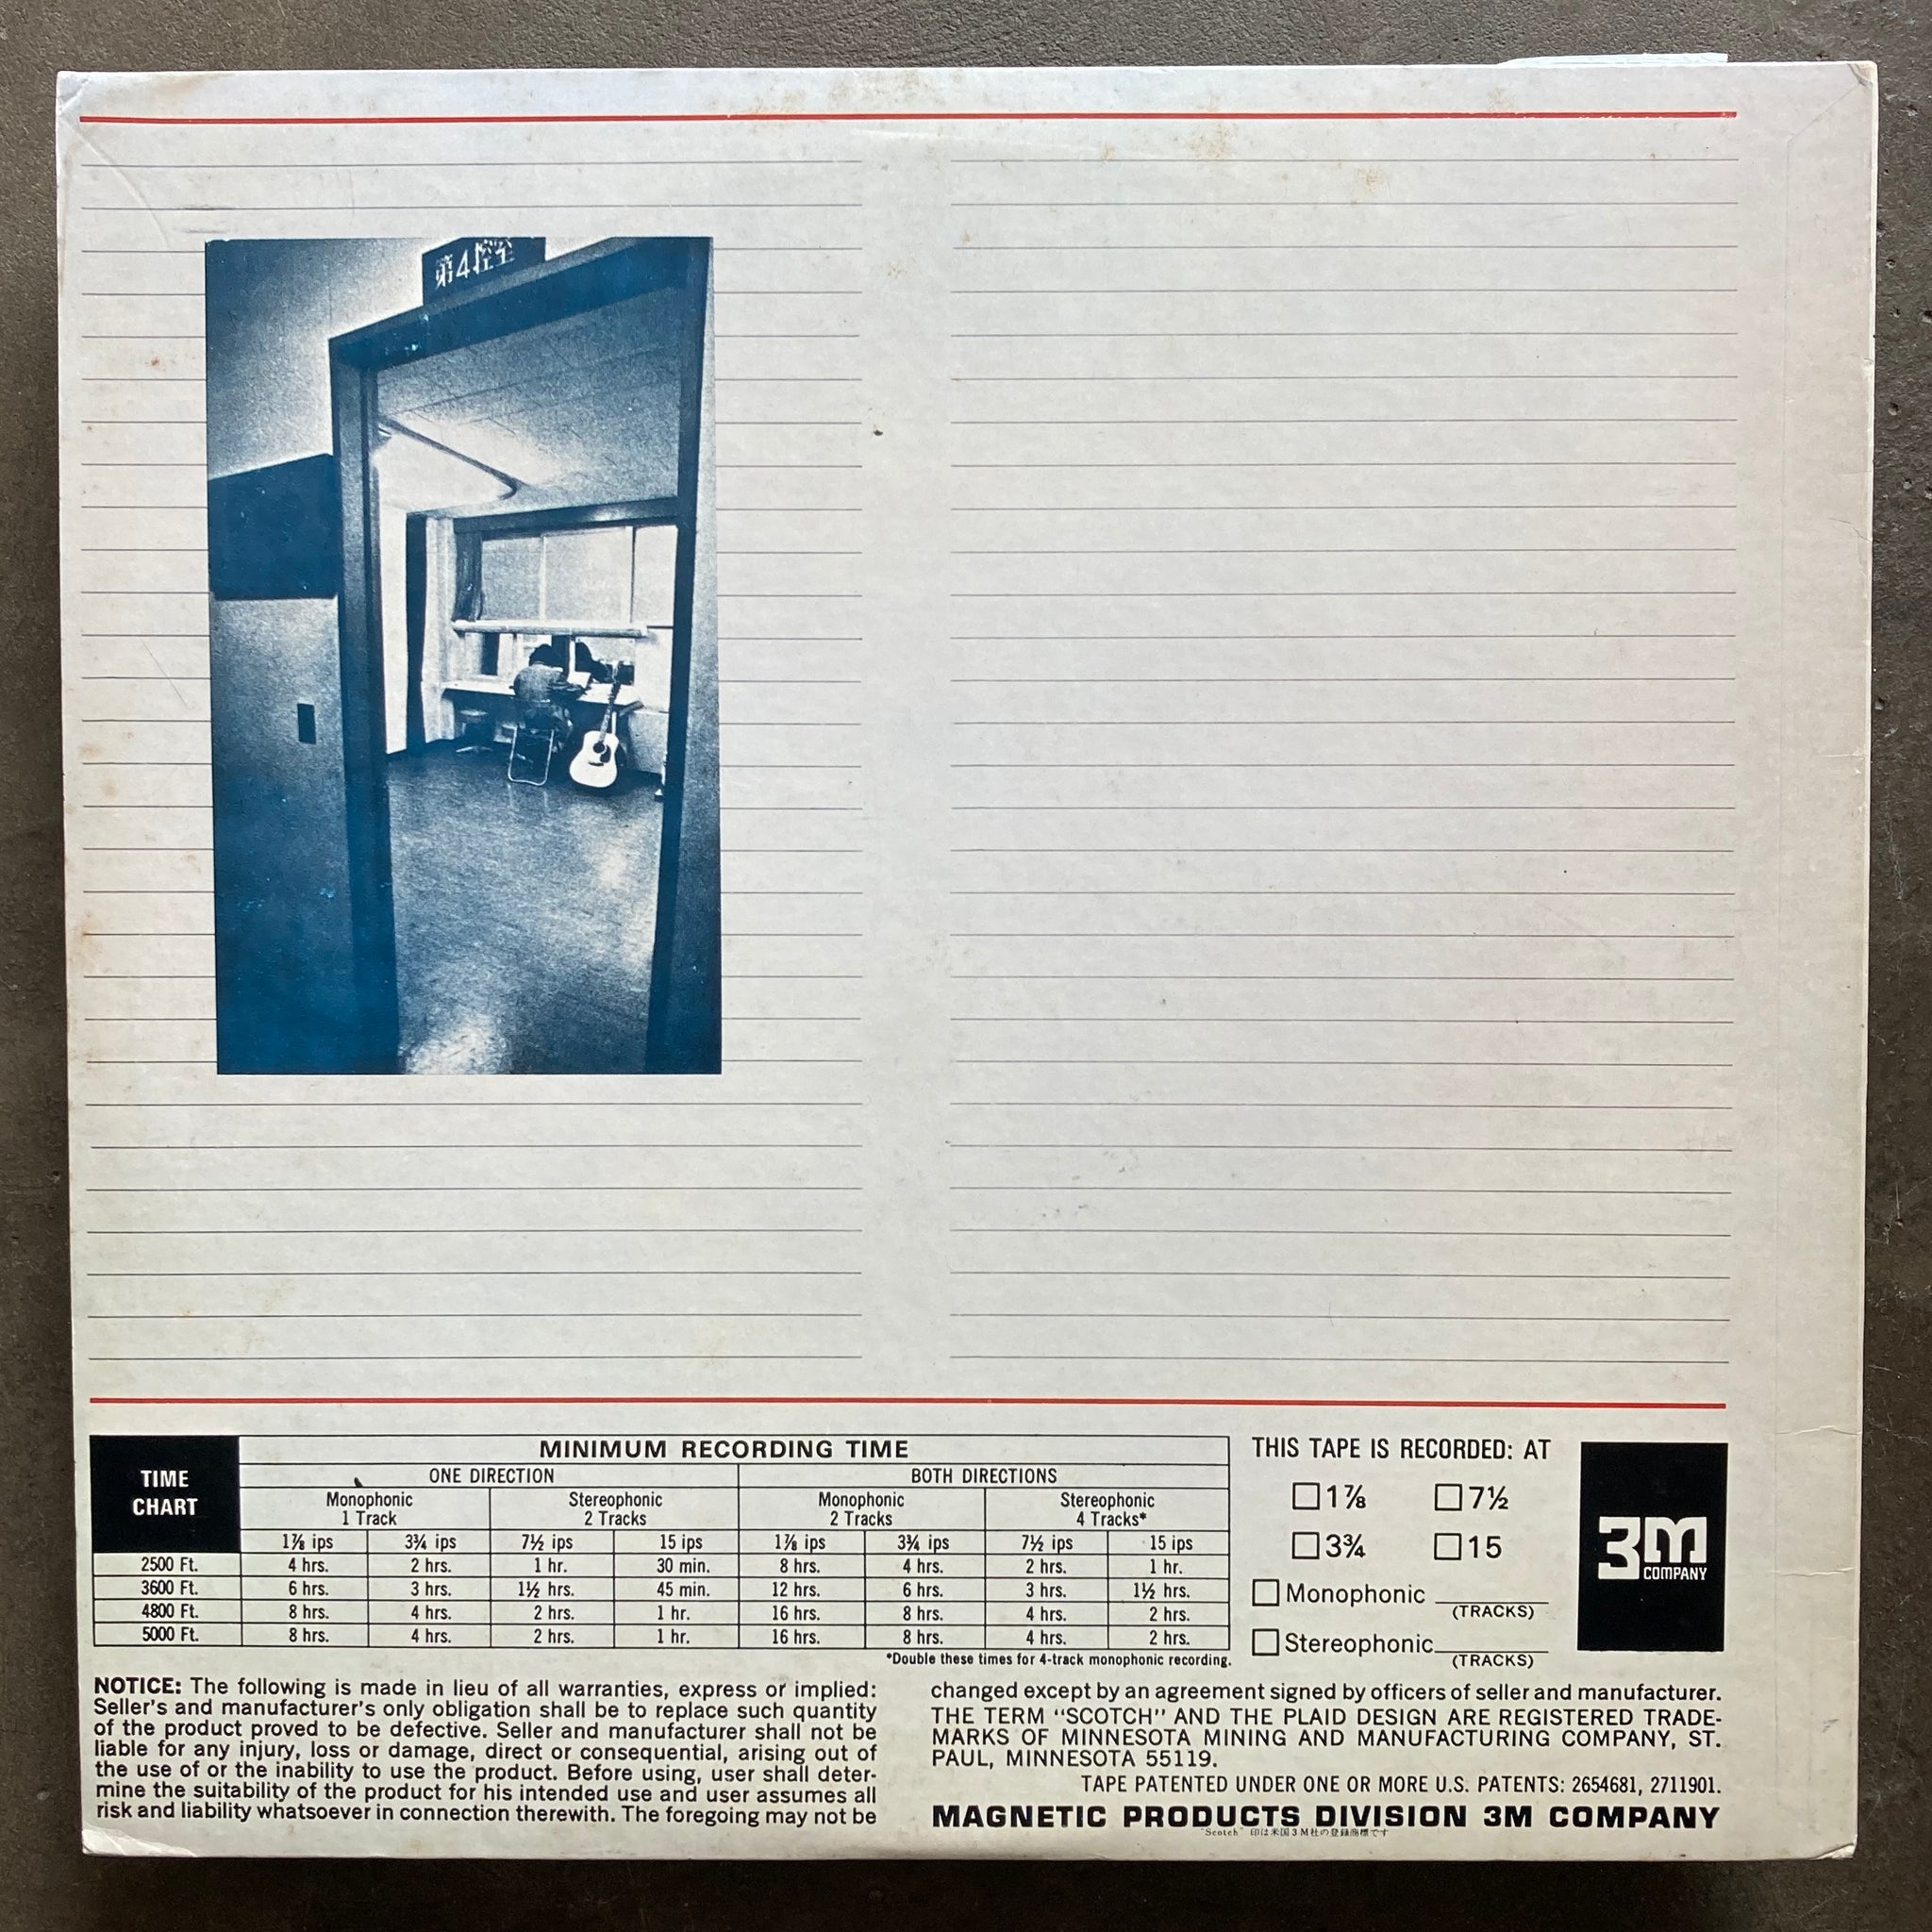 第4控室
TIME
CHART
MINIMUM RECORDING TIME
ONE DIRECTION BOTH DIRECTIONS
Monophonic Stereophonic Monophonic Stereophonic
1 Track 2 Tracks 2 Tracks 4 Tracks*
1⅞ ips 3¾ ips 7½ ips 15 ips 1⅞ ips 3¾ ips 7½ ips 15 ips
2500 Ft. 4 hrs. 2 hrs. 1 hr. 30 min. 8 hrs. 4 hrs. 2 hrs. 1 hr.
3600 Ft. 6 hrs. 3 hrs. 1½ hrs. 45 min. 12 hrs. 6 hrs. 3 hrs. 1½ hrs.
4800 Ft. 8 hrs. 4 hrs. 2 hrs. 1 hr. 16 hrs. 8 hrs. 4 hrs. 2 hrs.
5000 Ft. 8 hrs. 4 hrs. 2 hrs. 1 hr. 16 hrs. 8 hrs. 4 hrs. 2 hrs.
*Double these times for 4-track monophonic recording.
THIS TAPE IS RECORDED: AT
1⅞ 7½
3¾ 15
Monophonic
(TRACKS)
Stereophonic
(TRACKS)
3M
COMPANY
NOTICE: The following is made in lieu of all warranties, express or implied:
Seller's and manufacturer's only obligation shall be to replace such quantity
of the product proved to be defective. Seller and manufacturer shall not be
liable for any injury, loss or damage, direct or consequential, arising out of
the use of or the inability to use the product. Before using, user shall deter-
mine the suitability of the product for his intended use and user assumes all
risk and liability whatsoever in connection therewith. The foregoing may not be
changed except by an agreement signed by officers of seller and manufacturer.
THE TERM “SCOTCH” AND THE PLAID DESIGN ARE REGISTERED TRADE-
MARKS OF MINNESOTA MINING AND MANUFACTURING COMPANY, ST.
PAUL, MINNESOTA 55119.
TAPE PATENTED UNDER ONE OR MORE U.S. PATENTS: 2654681, 2711901.
MAGNETIC PRODUCTS DIVISION 3M COMPANY
"Scotch" 印は米国3M社の登録商標です